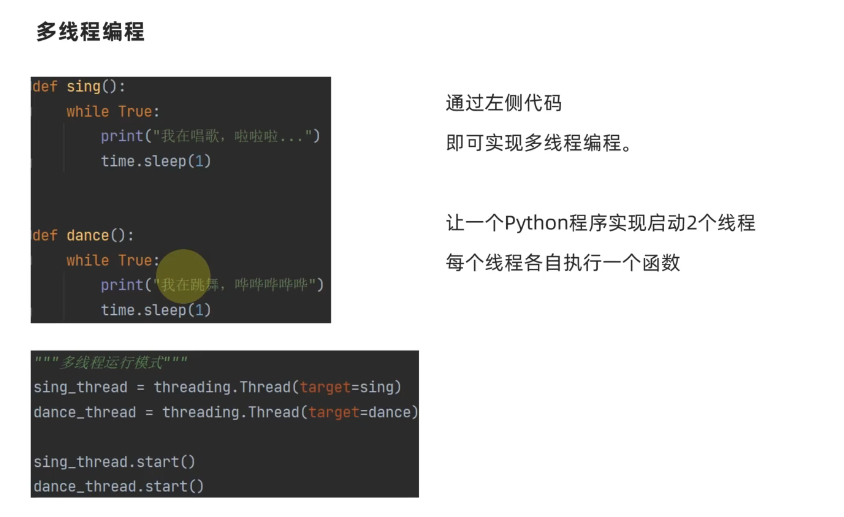 多线程编程
def sing():
    while True:
        print("我在唱歌，啦啦啦...")
        time.sleep(1)
def dance():
    while True:
        print("我在跳舞，哗哗哗哗哗")
        time.sleep(1)
"""多线程运行模式"""
sing_thread = threading.Thread(target=sing)
dance_thread = threading.Thread(target=dance)
sing_thread.start()
dance_thread.start()
通过左侧代码
即可实现多线程编程。
让一个Python程序实现启动2个线程
每个线程各自执行一个函数